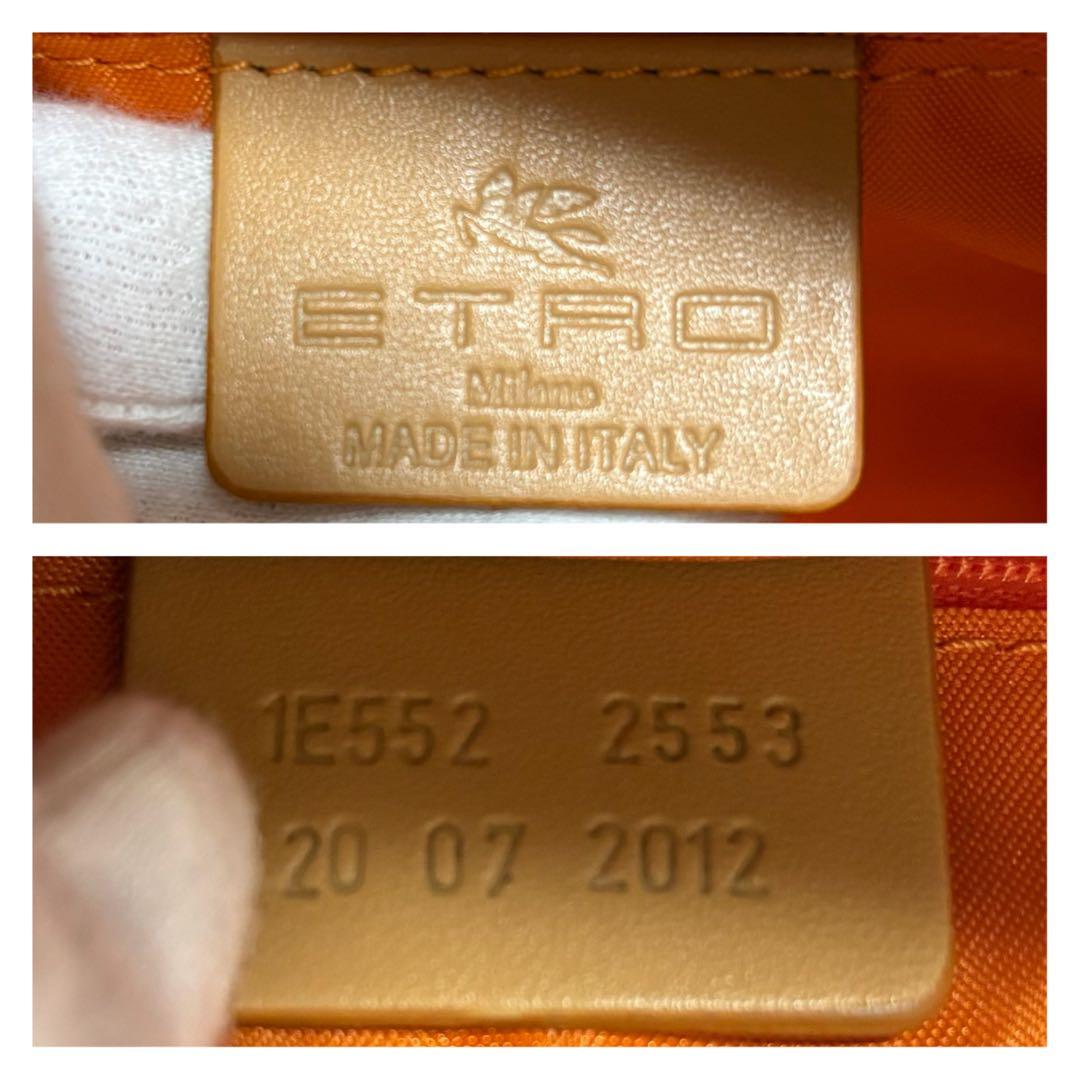 ETRO
Milano
MADE IN ITALY
1E552 2553
20 07 2012